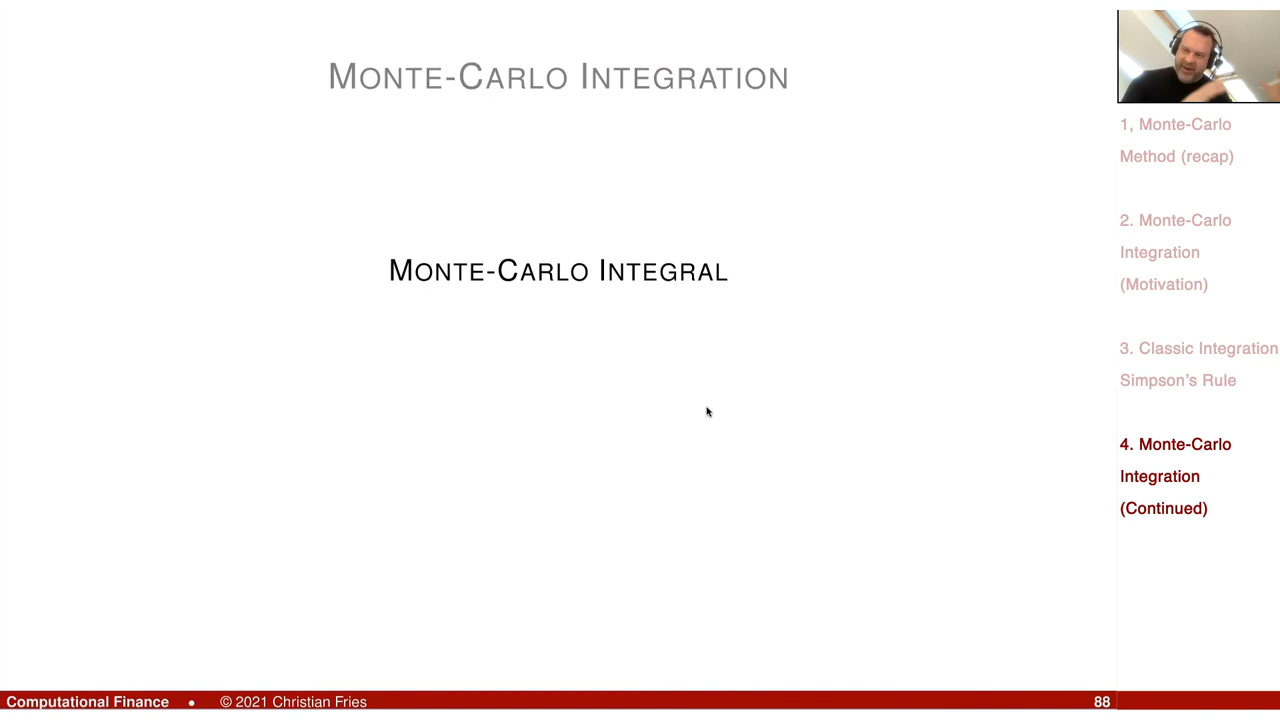 MONTE-CARLO INTEGRATION
MONTE-CARLO INTEGRAL
1, Monte-Carlo
Method (recap)
2. Monte-Carlo
Integration
(Motivation)
3. Classic Integration
Simpson's Rule
4. Monte-Carlo
Integration
(Continued)
Computational Finance • © 2021 Christian Fries 88